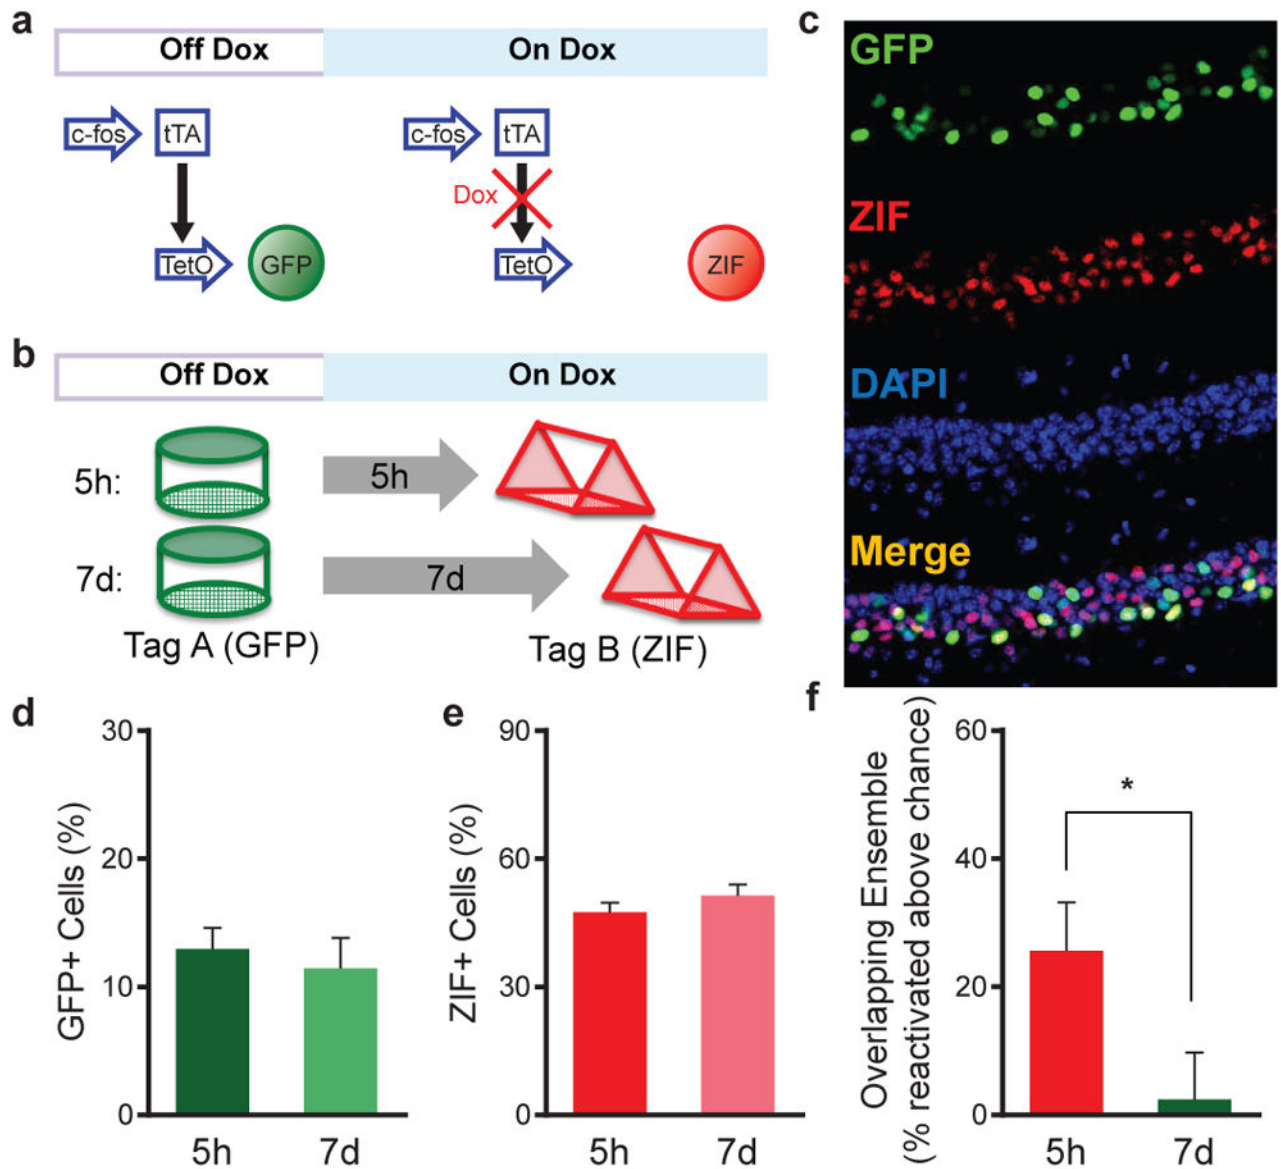 a
Off Dox
On Dox
c-fos
tTA
TetO
GFP
c-fos
tTA
Dox
TetO
ZIF
b
Off Dox
On Dox
5h:
5h
7d:
7d
Tag A (GFP)
Tag B (ZIF)
c
GFP
ZIF
DAPI
Merge
d
GFP+ Cells (%)
30
20
10
0
5h
7d
e
ZIF+ Cells (%)
90
60
30
0
5h
7d
f
Overlapping Ensemble
(% reactivated above chance)
60
40
20
0
*
5h
7d